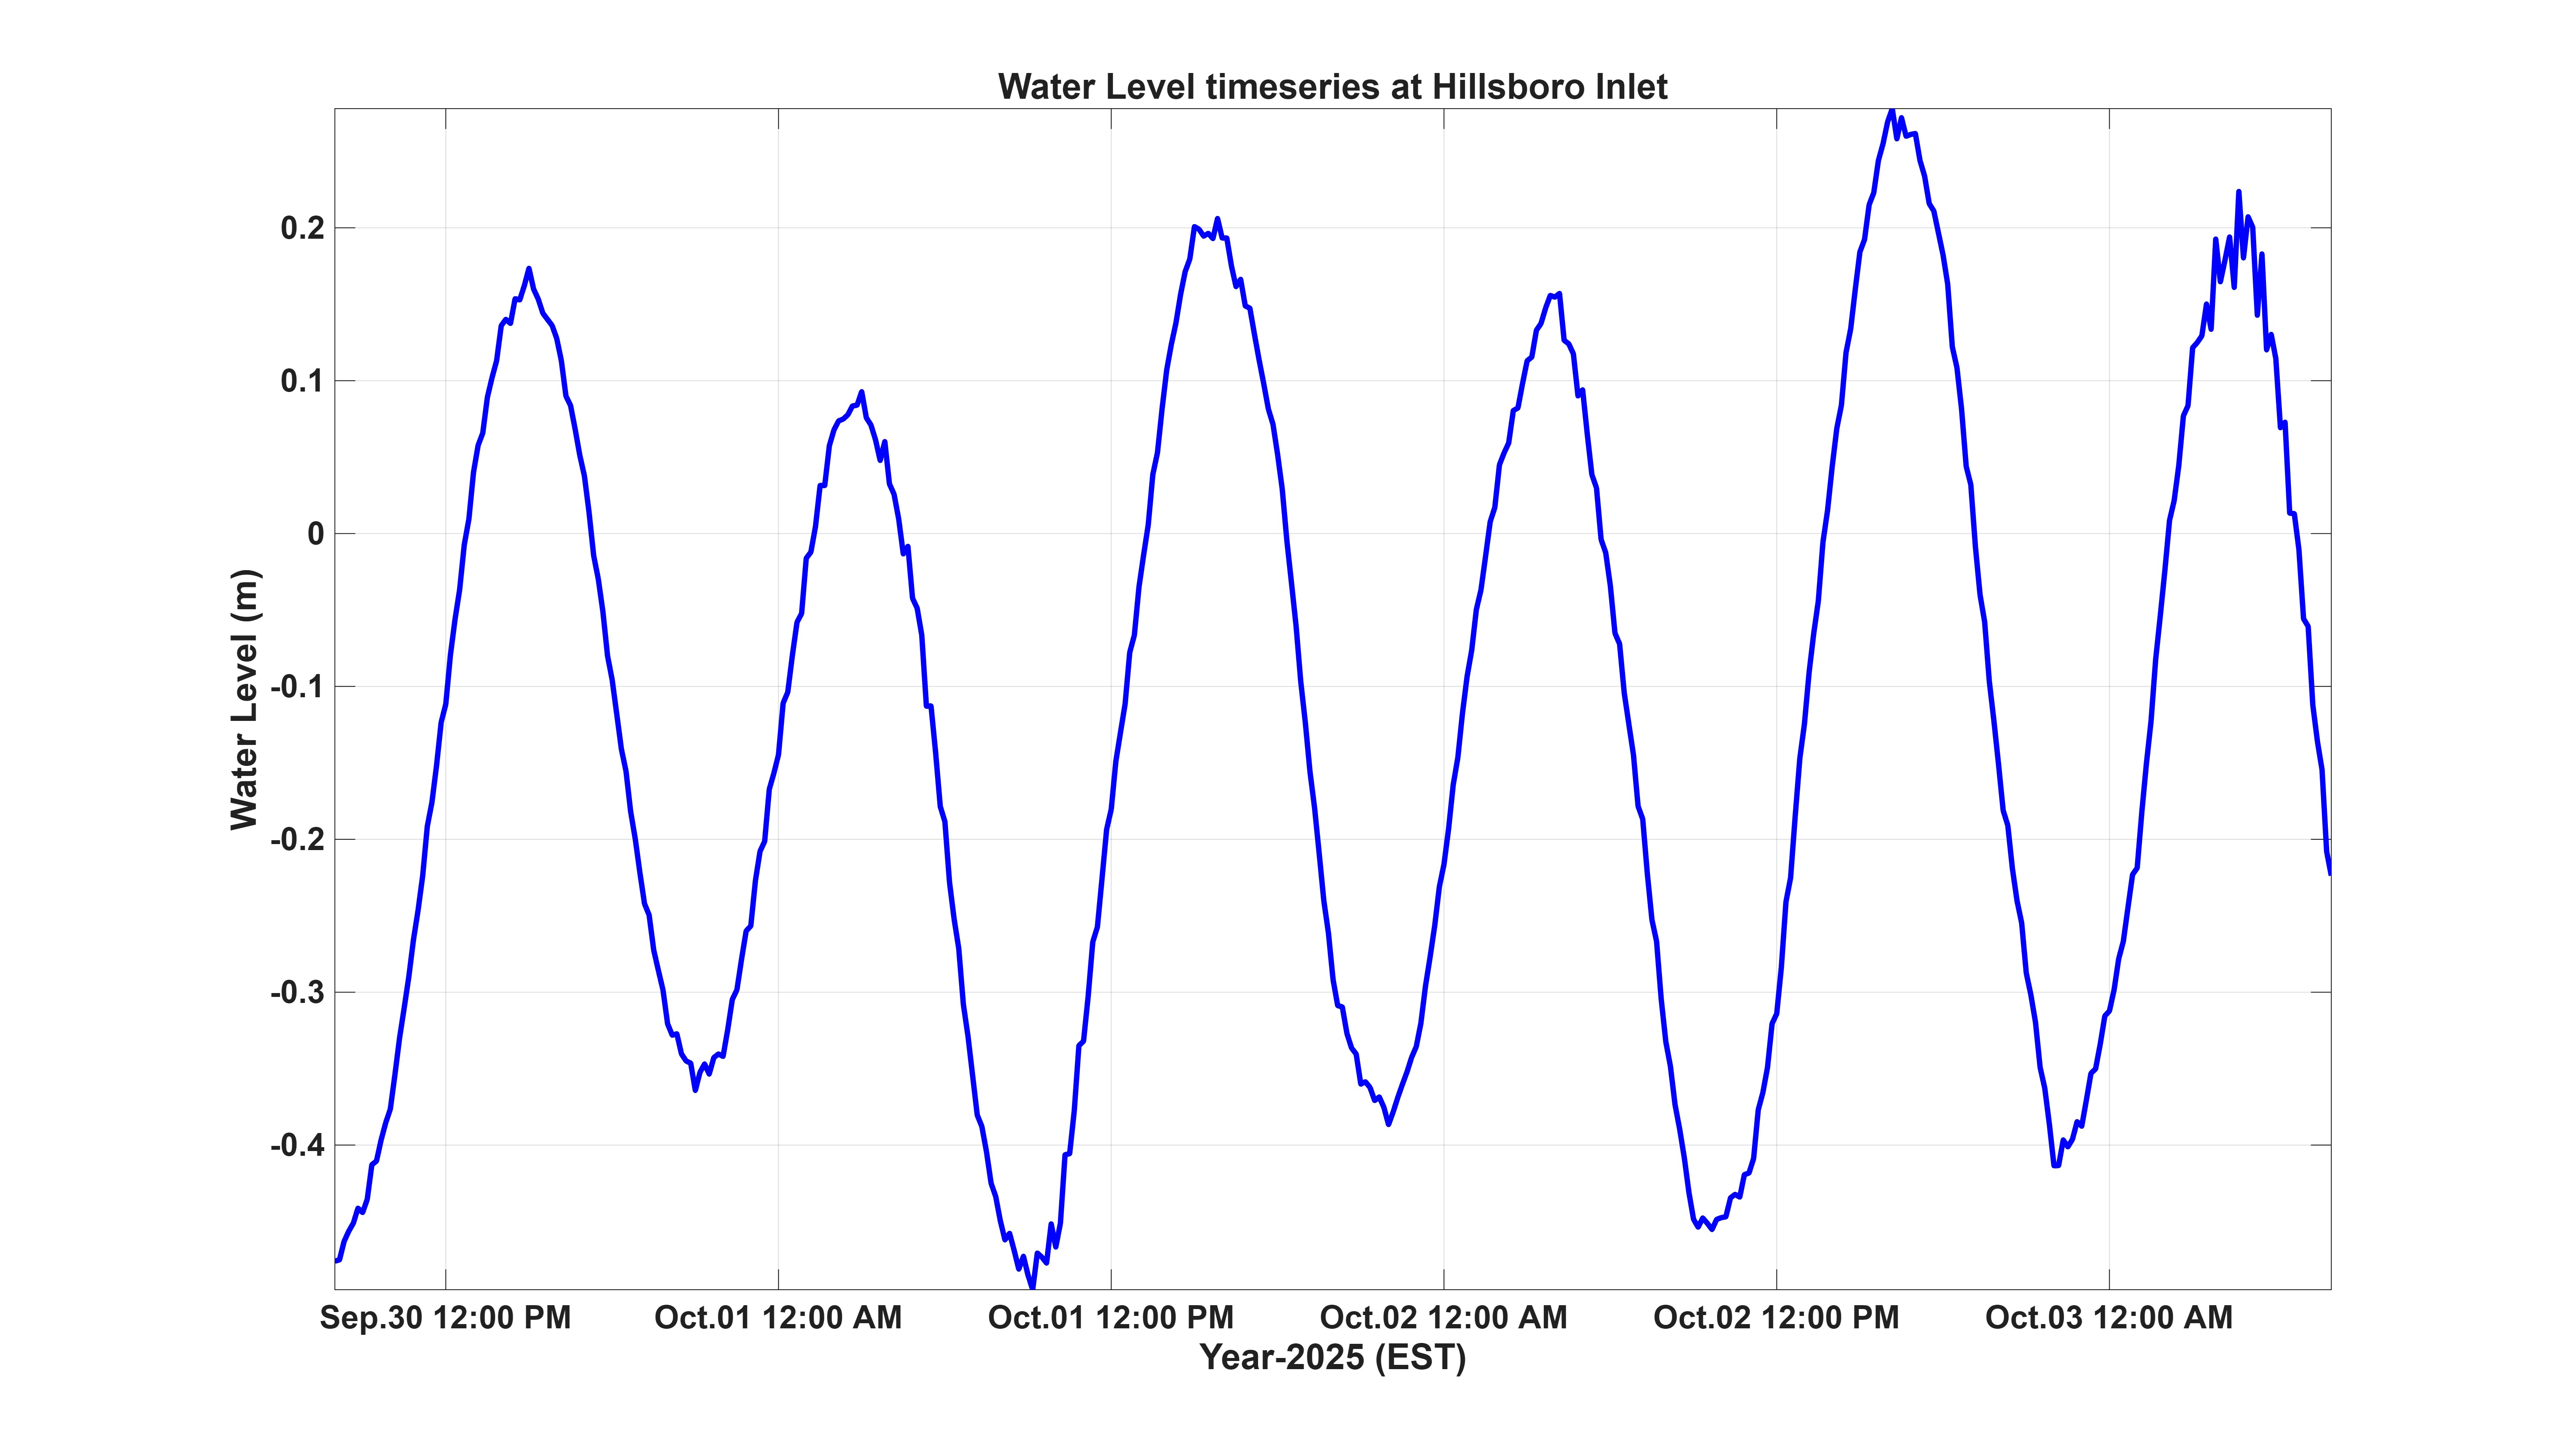 Water Level timeseries at Hillsboro Inlet
Water Level (m)
0.2
0.1
0
-0.1
-0.2
-0.3
-0.4
Sep.30 12:00 PM
Oct.01 12:00 AM
Oct.01 12:00 PM
Oct.02 12:00 AM
Oct.02 12:00 PM
Oct.03 12:00 AM
Year-2025 (EST)